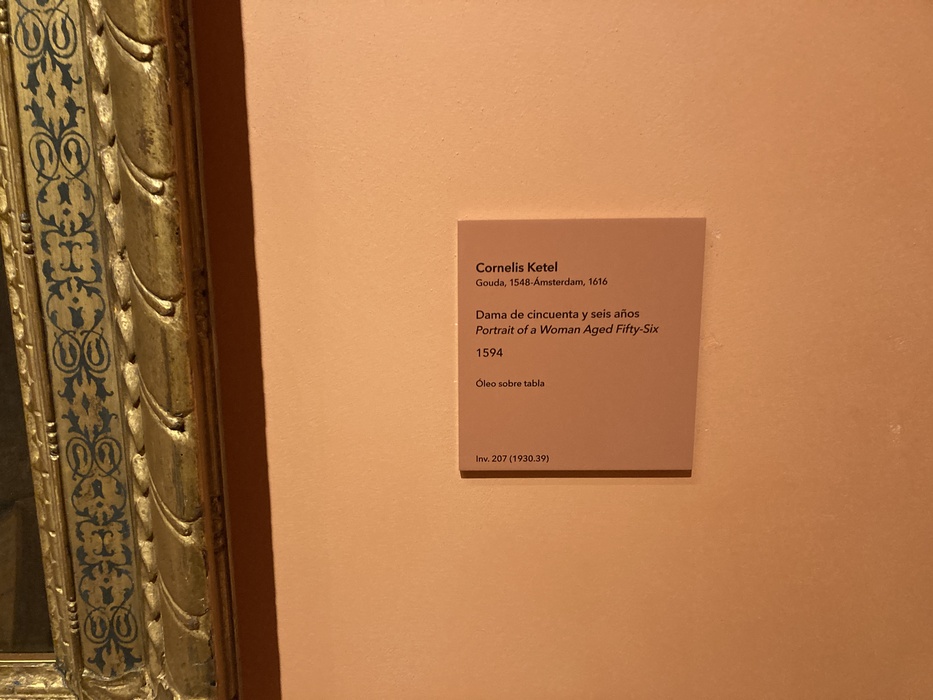 Cornelis Ketel
Gouda, 1548-Ámsterdam, 1616
Dama de cincuenta y seis años
Portrait of a Woman Aged Fifty-Six
1594
Óleo sobre tabla
Inv. 207 (1930.39)